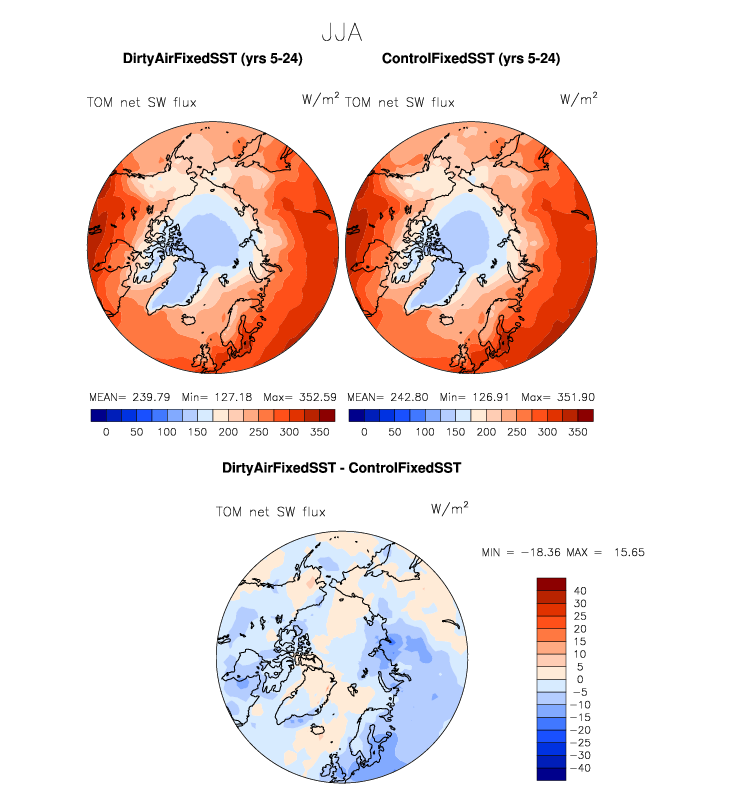 JJA
DirtyAirFixedSST (yrs 5-24) ControlFixedSST (yrs 5-24)
TOM net SW flux W/m² TOM net SW flux W/m²
MEAN= 239.79 Min= 127.18 Max= 352.59 MEAN= 242.80 Min= 126.91 Max= 351.90
0 50 100 150 200 250 300 350 0 50 100 150 200 250 300 350
DirtyAirFixedSST - ControlFixedSST
TOM net SW flux W/m²
MIN = -18.36 MAX = 15.65
40
30
25
20
15
10
5
0
-5
-10
-15
-20
-25
-30
-40